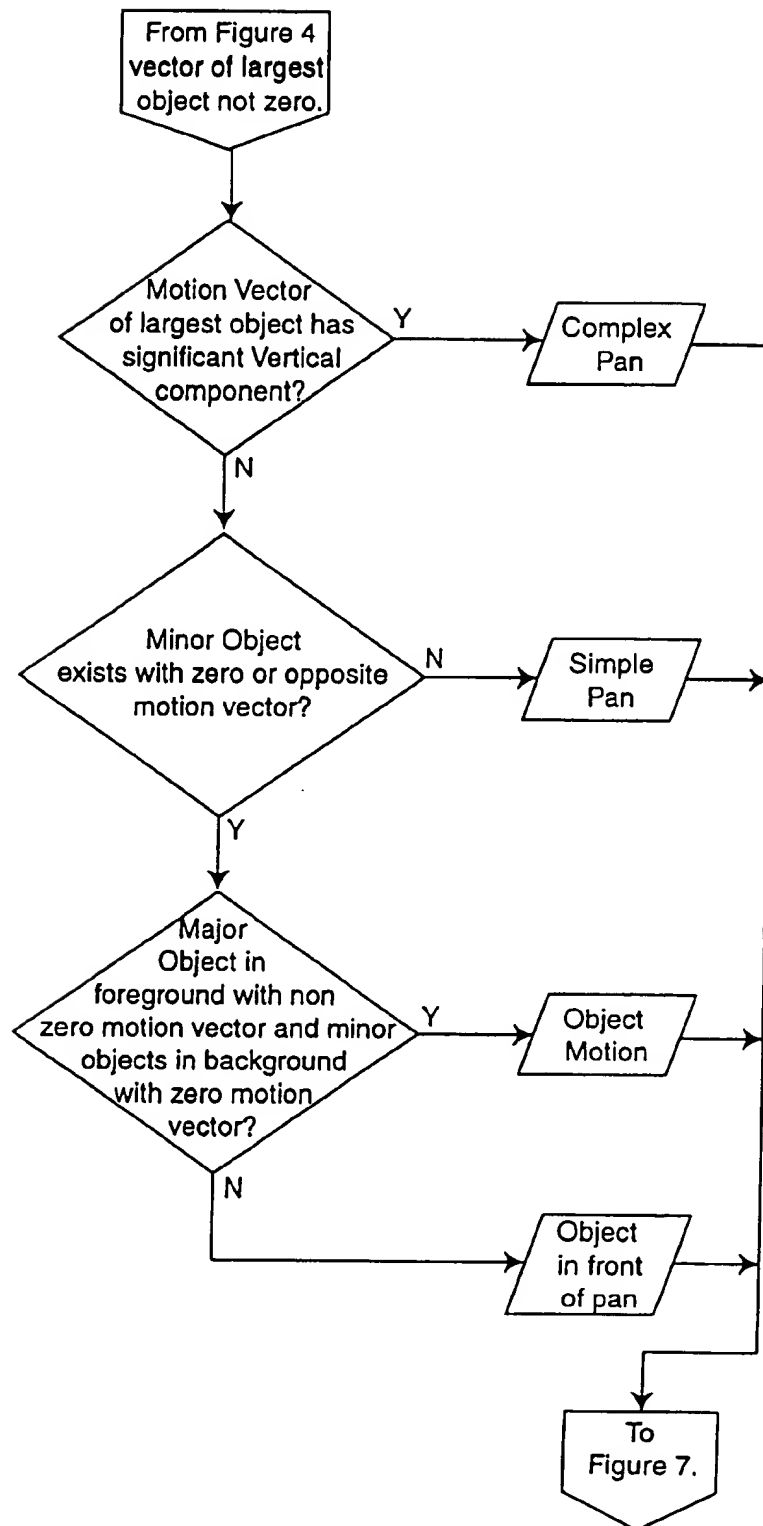 From Figure 4
vector of largest
object not zero.
Motion Vector
of largest object has
significant Vertical
component?
Y
Complex
Pan
N
Minor Object
exists with zero or opposite
motion vector?
N
Simple
Pan
Y
Major
Object in
foreground with non
zero motion vector and minor
objects in background
with zero motion
vector?
Y
Object
Motion
N
Object
in front
of pan
To
Figure 7.